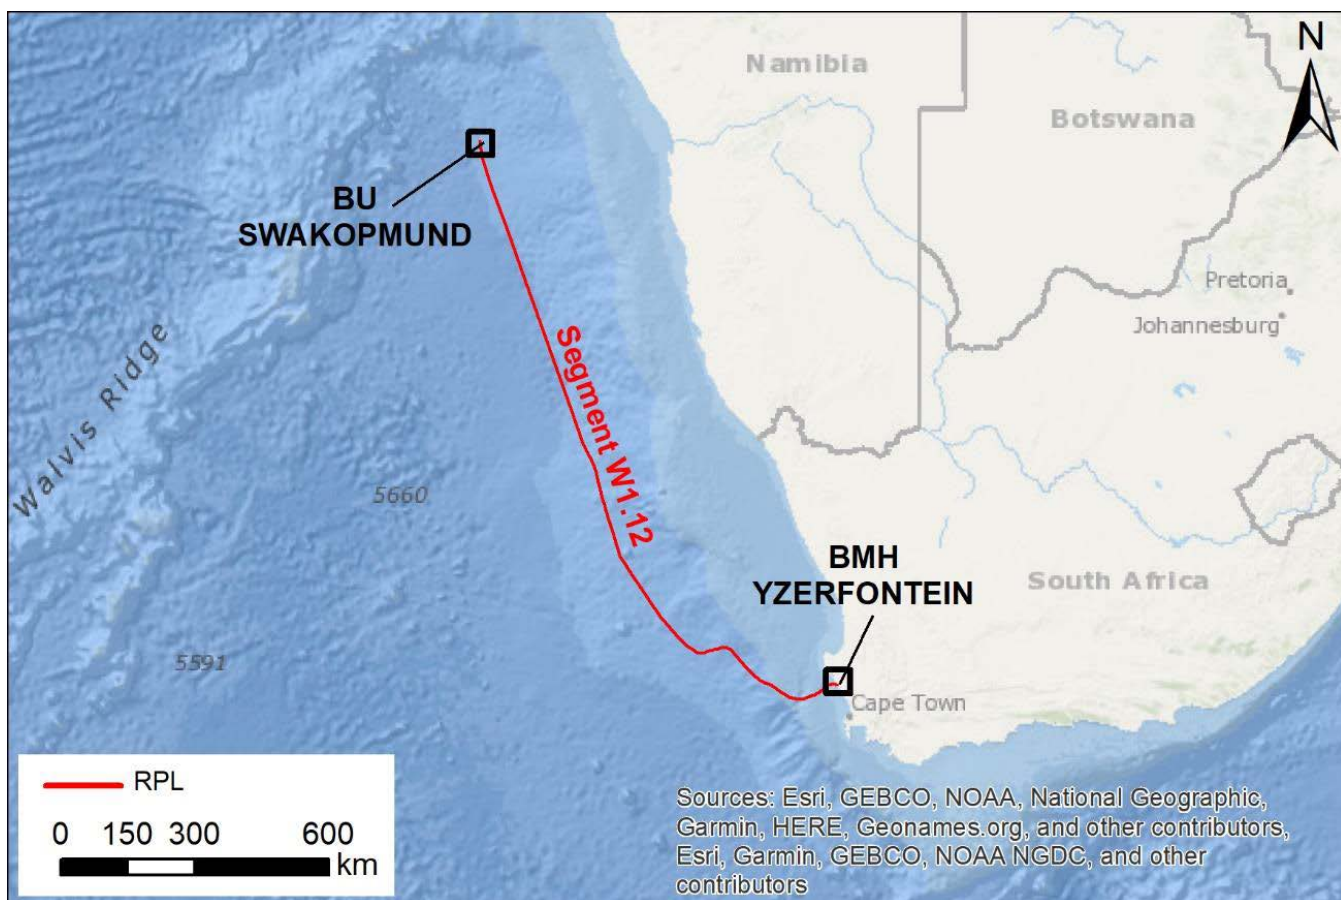 N
Namibia
Botswana
BU
SWAKOPMUND
Pretoria
Johannesburg
Segment W1.12
Walvis Ridge
5660
BMH
YZERFONTEIN
South Africa
5591
Cape Town
RPL
0 150 300 600
km
Sources: Esri, GEBCO, NOAA, National Geographic,
Garmin, HERE, Geonames.org, and other contributors,
Esri, Garmin, GEBCO, NOAA NGDC, and other
contributors